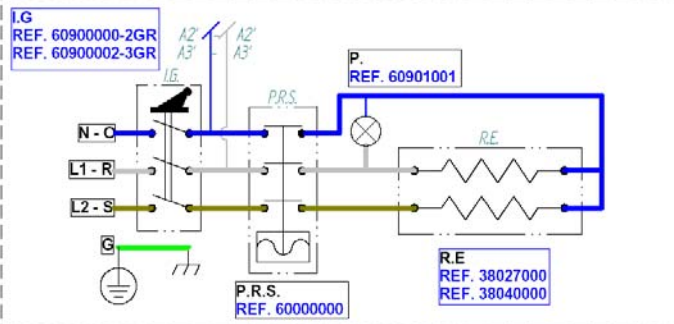 I.G
REF. 60900000-2GR
REF. 60900002-3GR
A2' A2'
A3' A3'
I.G.
P.R.S.
P.
REF. 60901001
N - O
L1 - R
L2 - S
G
R.E.
P.R.S.
REF. 60000000
R.E
REF. 38027000
REF. 38040000